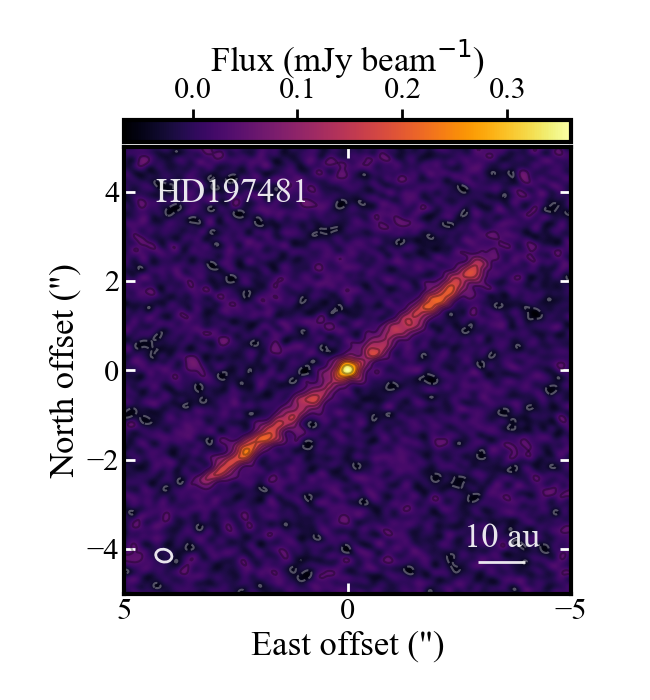 Flux (mJy beam⁻¹)
0.0 0.1 0.2 0.3
HD197481
4
2
0
−2
−4
North offset (")
10 au
5 0 −5
East offset (")